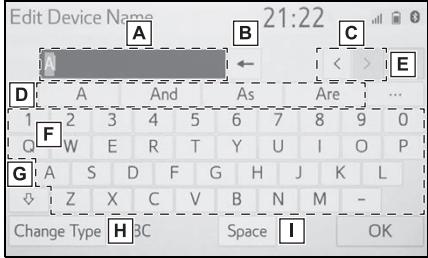 Edit Device Name 21:22
A B C
A ← < > E
D A And As Are ...
1 2 3 4 5 6 7 8 9 0
F
Q W E R T Y U I O P
G A S D F G H J K L
Z X C V B N M -
Change Type H BC Space I OK